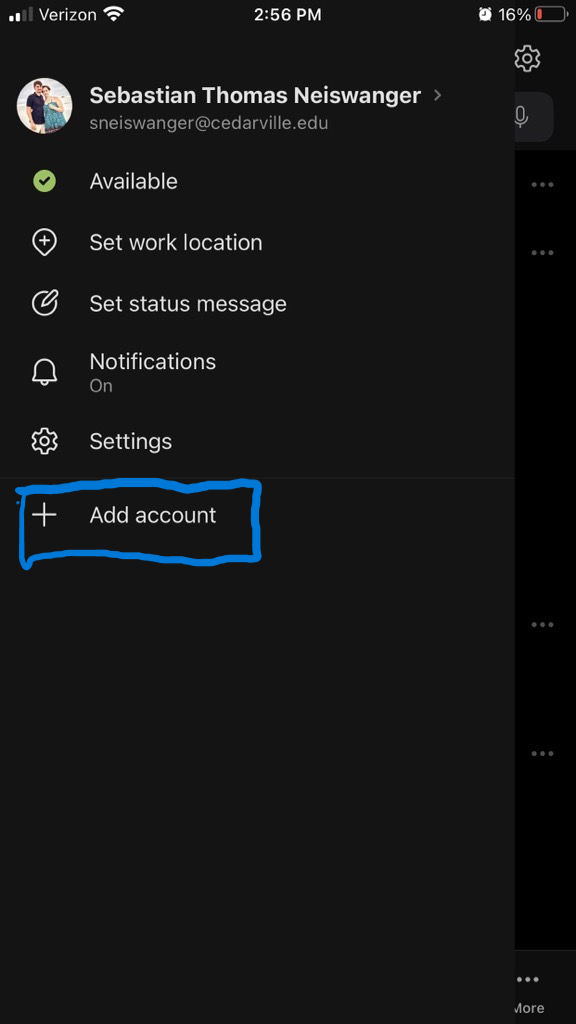 Verizon 2:56 PM 16%
Sebastian Thomas Neiswanger
sneiswanger@cedarville.edu
Available
Set work location
Set status message
Notifications
On
Settings
Add account
More